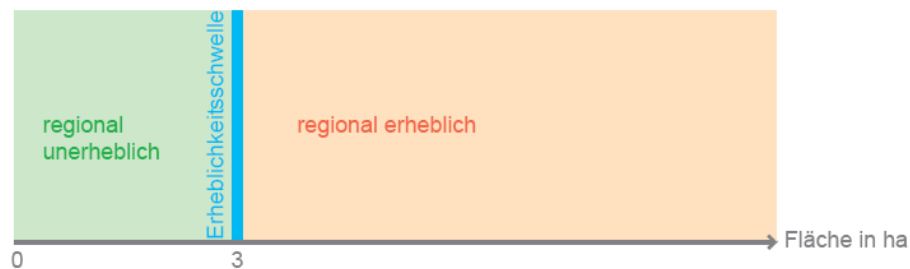 regional
unerheblich
Erheblichkeitsschwelle
regional erheblich
Fläche in ha
0
3